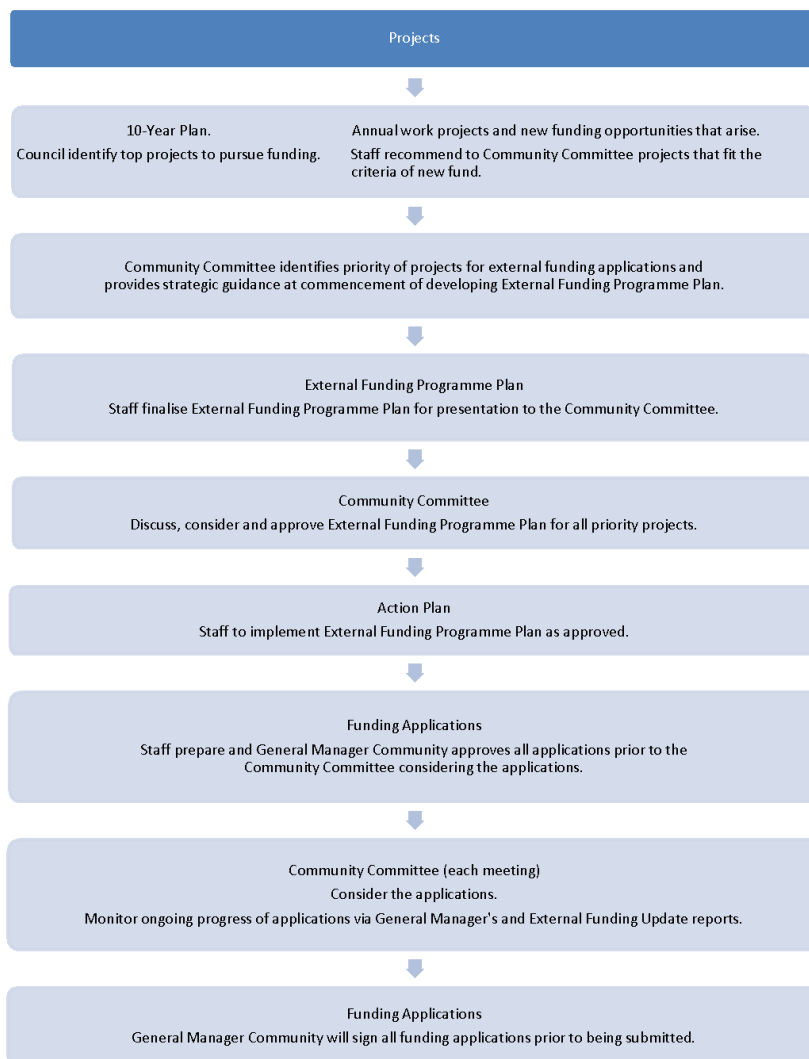 Projects
10-Year Plan.
Council identify top projects to pursue funding.
Annual work projects and new funding opportunities that arise.
Staff recommend to Community Committee projects that fit the
criteria of new fund.
Community Committee identifies priority of projects for external funding applications and
provides strategic guidance at commencement of developing External Funding Programme Plan.
External Funding Programme Plan
Staff finalise External Funding Programme Plan for presentation to the Community Committee.
Community Committee
Discuss, consider and approve External Funding Programme Plan for all priority projects.
Action Plan
Staff to implement External Funding Programme Plan as approved.
Funding Applications
Staff prepare and General Manager Community approves all applications prior to the
Community Committee considering the applications.
Community Committee (each meeting)
Consider the applications.
Monitor ongoing progress of applications via General Manager's and External Funding Update reports.
Funding Applications
General Manager Community will sign all funding applications prior to being submitted.